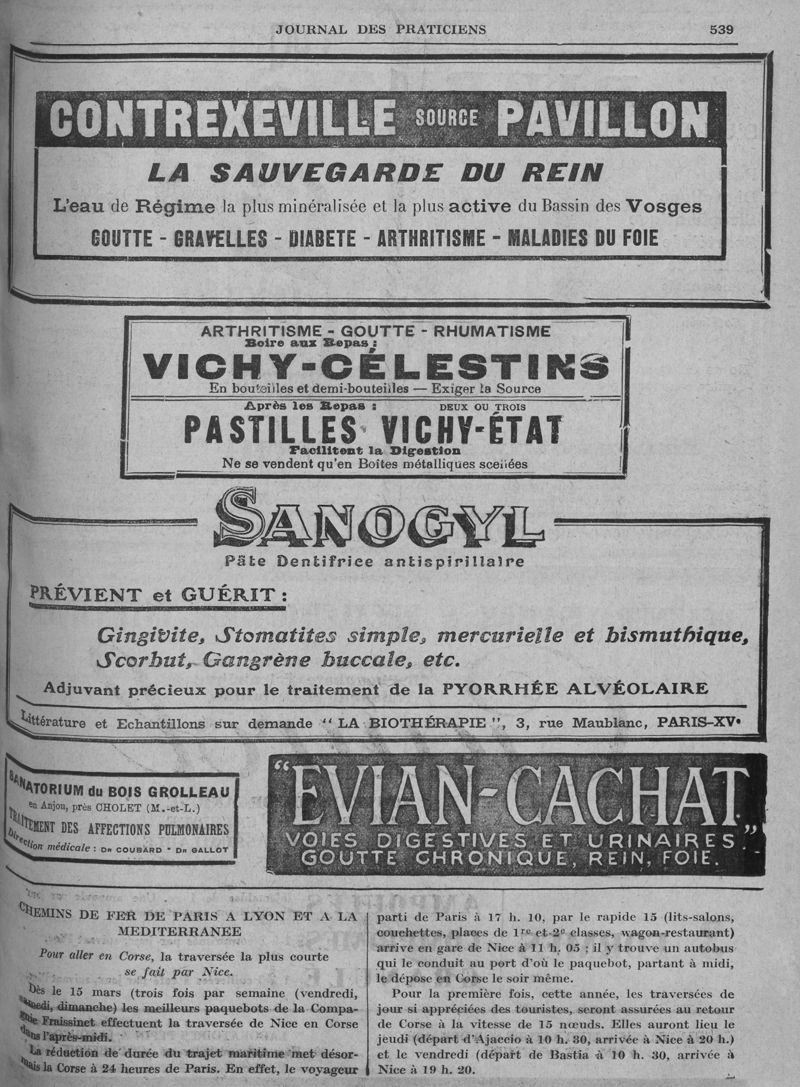 JOURNAL DES PRATICIENS 539
CONTREXEVILLE SOURCE PAVILLON
LA SAUVEGARDE DU REIN
L'eau de Régime la plus minéralisée et la plus active du Bassin des Vosges
GOUTTE - GRAVELLES - DIABETE - ARTHRITISME - MALADIES DU FOIE
ARTHRITISME - GOUTTE - RHUMATISME
Boire aux Repas :
VICHY-CÉLESTINS
En bouteilles et demi-bouteilles — Exiger la Source
Après les Repas : DEUX OU TROIS
PASTILLES VICHY-ÉTAT
Facilitent la Digestion
Ne se vendent qu'en Boîtes métalliques scellées
SANOGYL
Pâte Dentifrice antispirillaire
PRÉVIENT et GUÉRIT :
Gingivite, Stomatites simple, mercurielle et bismuthique,
Scorbut, Gangrène buccale, etc.
Adjuvant précieux pour le traitement de la PYORRHÉE ALVÉOLAIRE
Littérature et Echantillons sur demande "LA BIOTHÉRAPIE", 3, rue Maublanc, PARIS-XVe
SANATORIUM du BOIS GROLLEAU
en Anjou, près CHOLET (M.-et-L.)
TRAITEMENT DES AFFECTIONS PULMONAIRES
Direction médicale : Dr COUBARD - Dr GALLOT
"EVIAN-CACHAT"
VOIES DIGESTIVES ET URINAIRES
GOUTTE CHRONIQUE, REIN, FOIE.
CHEMINS DE FER DE PARIS A LYON ET A LA
MEDITERRANEE
Pour aller en Corse, la traversée la plus courte
se fait par Nice.
Dès le 15 mars (trois fois par semaine (vendredi,
samedi, dimanche) les meilleurs paquebots de la Compa-
gnie Fraissinet effectuent la traversée de Nice en Corse
dans l'après-midi.
La réduction de durée du trajet maritime met désor-
mais la Corse à 24 heures de Paris. En effet, le voyageur
parti de Paris à 17 h. 10, par le rapide 15 (lits-salons,
couchettes, places de 1re et 2e classes, wagon-restaurant)
arrive en gare de Nice à 11 h. 05 ; il y trouve un autobus
qui le conduit au port d'où le paquebot, partant à midi,
le dépose en Corse le soir même.
Pour la première fois, cette année, les traversées de
jour si appréciées des touristes, seront assurées au retour
de Corse à la vitesse de 15 nœuds. Elles auront lieu le
jeudi (départ d'Ajaccio à 10 h. 30, arrivée à Nice à 20 h.)
et le vendredi (départ de Bastia à 10 h. 30, arrivée à
Nice à 19 h. 20.